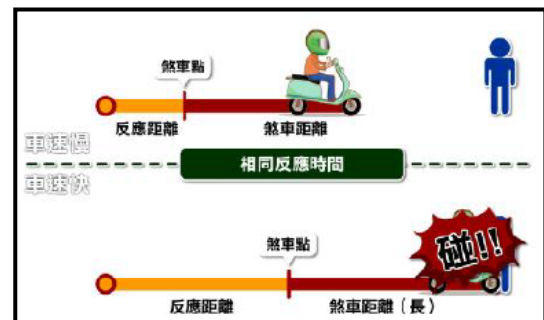 煞車點
反應距離
煞車距離
車速慢
相同反應時間
車速快
煞車點
碰!!
反應距離
煞車距離（長）